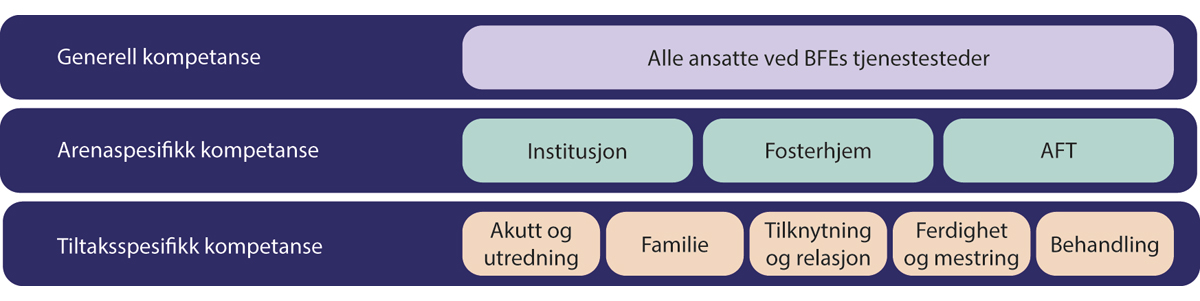 Generell kompetanse
Alle ansatte ved BFEs tjenestesteder
Arenaspesifikk kompetanse
Institusjon
Fosterhjem
AFT
Tiltaksspesifikk kompetanse
Akutt og
utredning
Familie
Tilknytning
og relasjon
Ferdighet
og mestring
Behandling